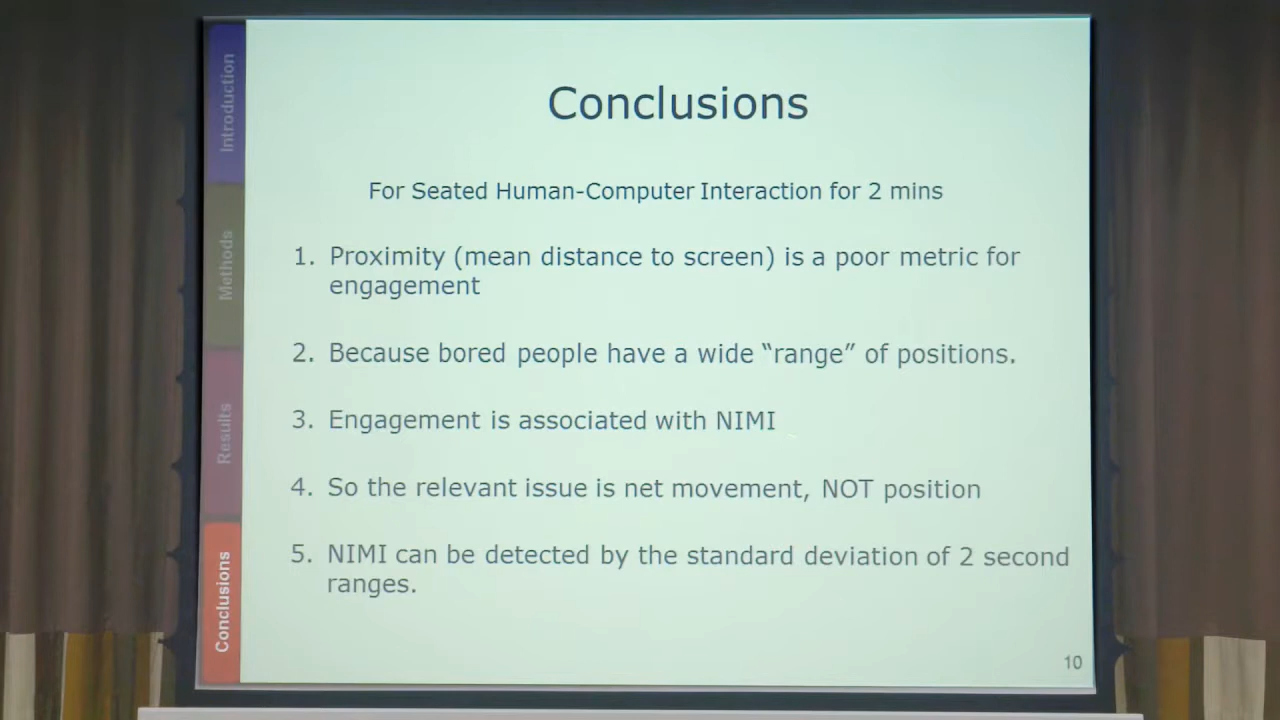 Introduction
Methods
Results
Conclusions
Conclusions
For Seated Human-Computer Interaction for 2 mins
1. Proximity (mean distance to screen) is a poor metric for
engagement
2. Because bored people have a wide “range” of positions.
3. Engagement is associated with NIMI
4. So the relevant issue is net movement, NOT position
5. NIMI can be detected by the standard deviation of 2 second
ranges.
10